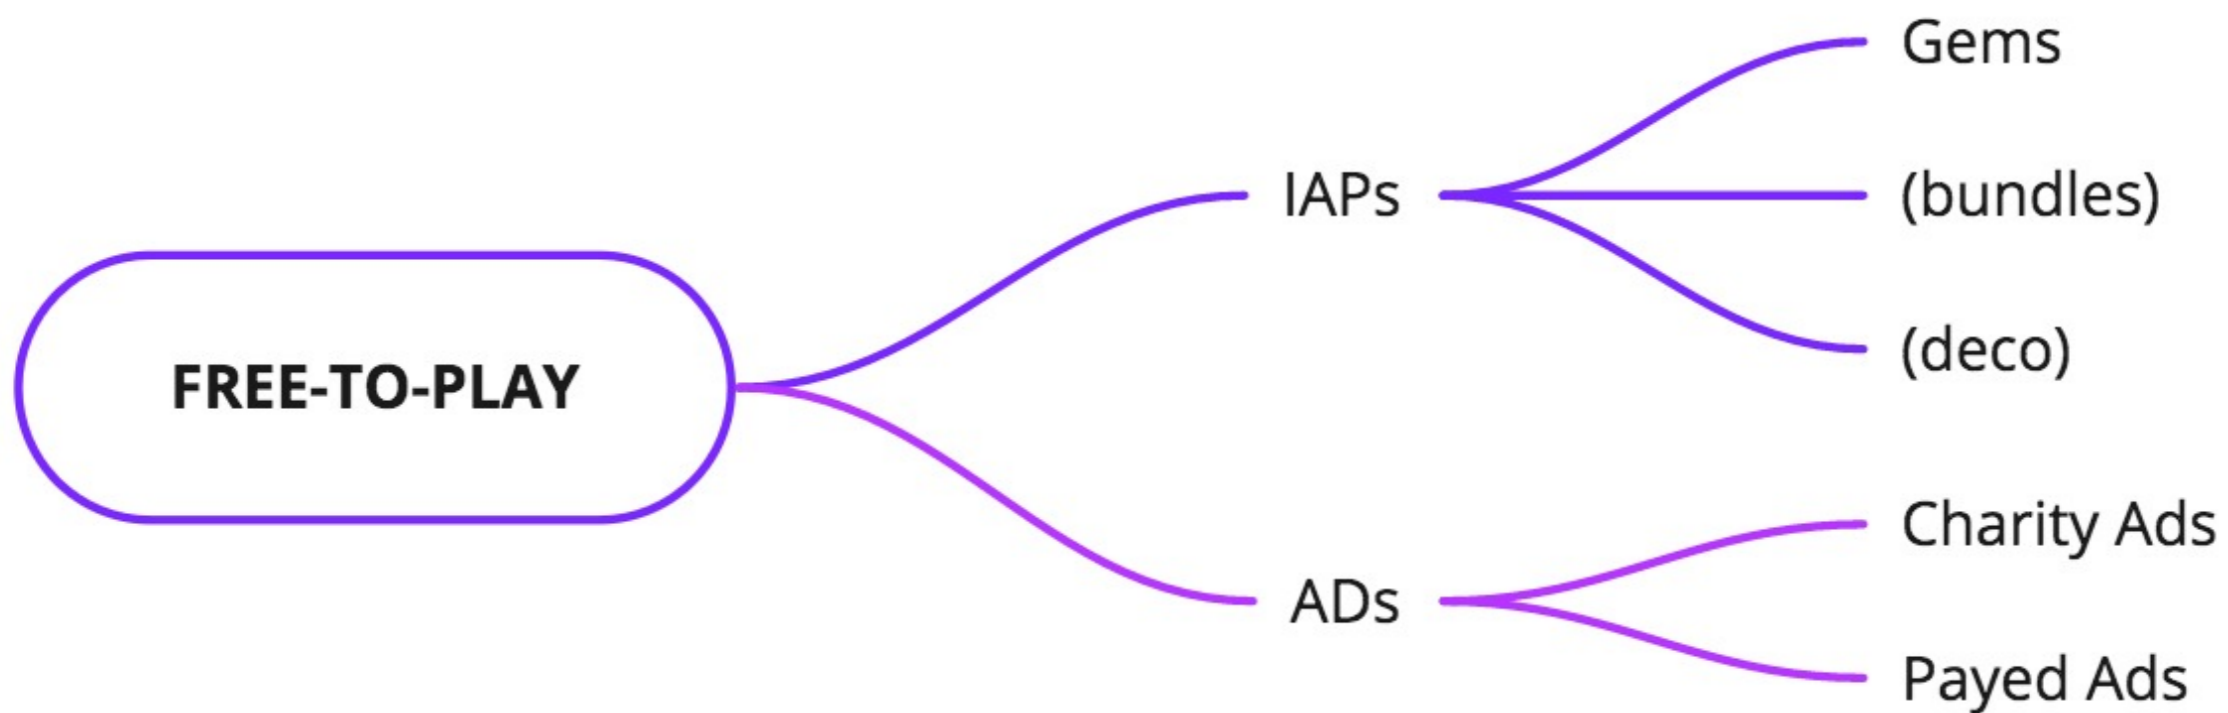 FREE-TO-PLAY
IAPs
Gems
(bundles)
(deco)
ADs
Charity Ads
Payed Ads